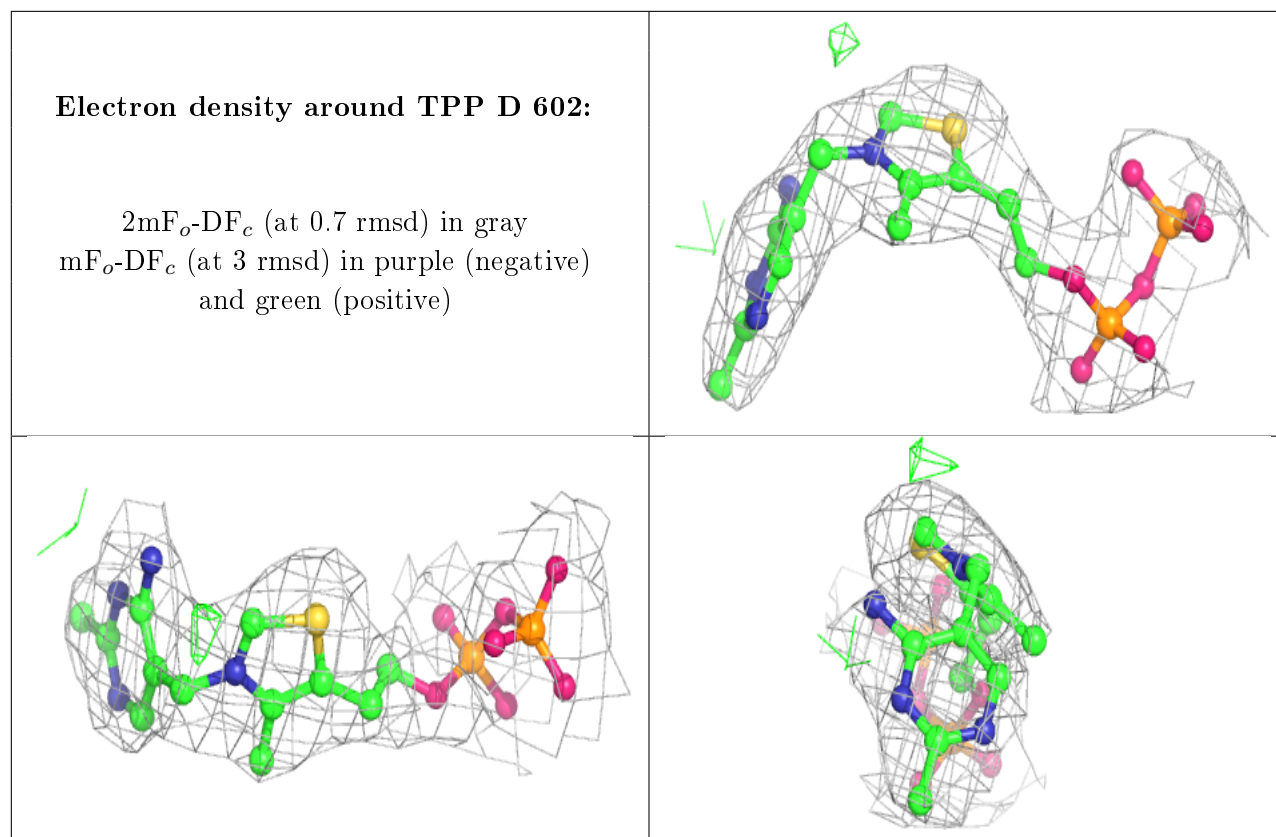 Electron density around TPP D 602:
2mFo-DFc (at 0.7 rmsd) in gray
mFo-DFc (at 3 rmsd) in purple (negative)
and green (positive)